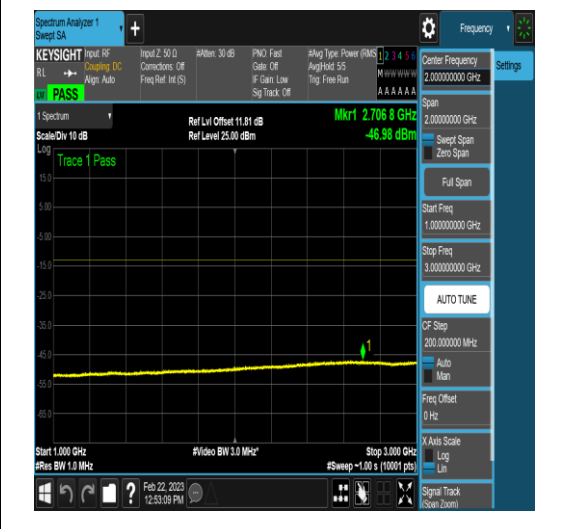 Spectrum Analyzer 1
Swept SA
+
Frequency
KEYSIGHT
RL
Input: RF
Coupling: DC
Align: Auto
Input Z: 50 Ω
Corrections: Off
Freq Ref: Int (S)
#Atten: 30 dB
PNO: Fast
Gate: Off
IF Gain: Low
Sig Track: Off
#Avg Type: Power (RMS
Avg|Hold: 5/5
Trig: Free Run
1 2 3 4 5 6
M W W W W W
A A A A A A
PASS
1 Spectrum
Scale/Div 10 dB
Ref Lvl Offset 11.81 dB
Ref Level 25.00 dBm
Mkr1 2.706 8 GHz
-46.98 dBm
Log
Trace 1 Pass
15.0
5.00
-5.00
-15.0
-25.0
-35.0
1
-45.0
-55.0
-65.0
Start 1.000 GHz
#Video BW 3.0 MHz*
Stop 3.000 GHz
#Res BW 1.0 MHz
#Sweep ~1.00 s (10001 pts)
?
Feb 22, 2023
12:53:09 PM
Center Frequency
2.000000000 GHz
Settings
Span
2.00000000 GHz
Swept Span
Zero Span
Full Span
Start Freq
1.000000000 GHz
Stop Freq
3.000000000 GHz
AUTO TUNE
CF Step
200.000000 MHz
Auto
Man
Freq Offset
0 Hz
X Axis Scale
Log
Lin
Signal Track
(Span Zoom)